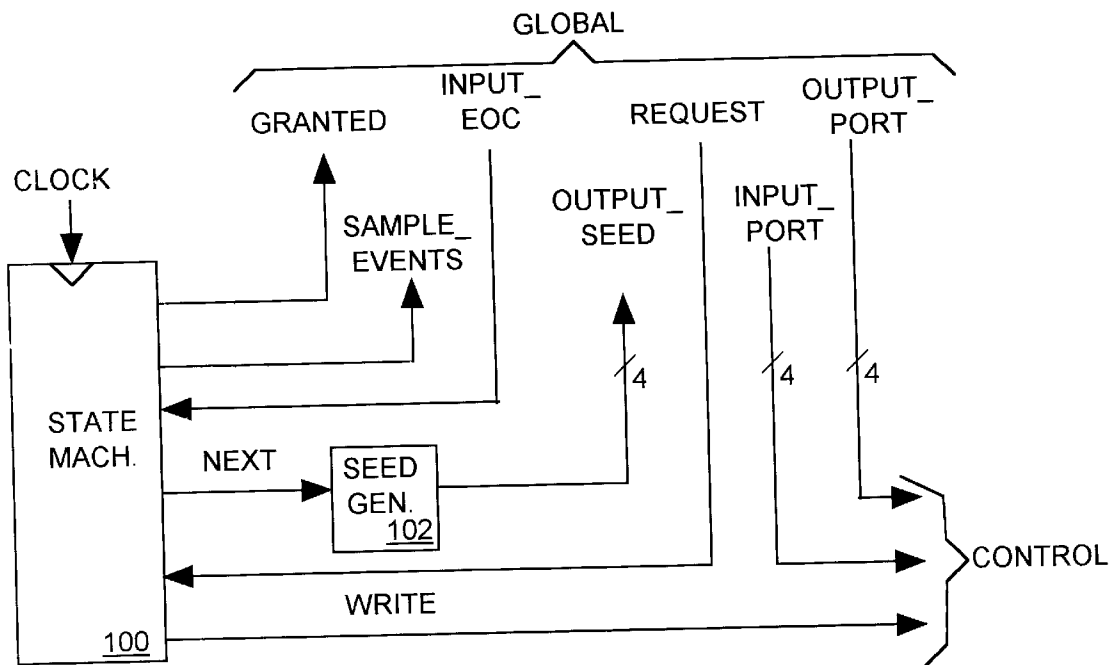 GLOBAL
INPUT_
EOC
OUTPUT_
PORT
GRANTED
REQUEST
CLOCK
OUTPUT_
SEED
INPUT_
PORT
SAMPLE_
EVENTS
4
4
4
STATE
MACH.
NEXT
SEED
GEN.
102
CONTROL
WRITE
100